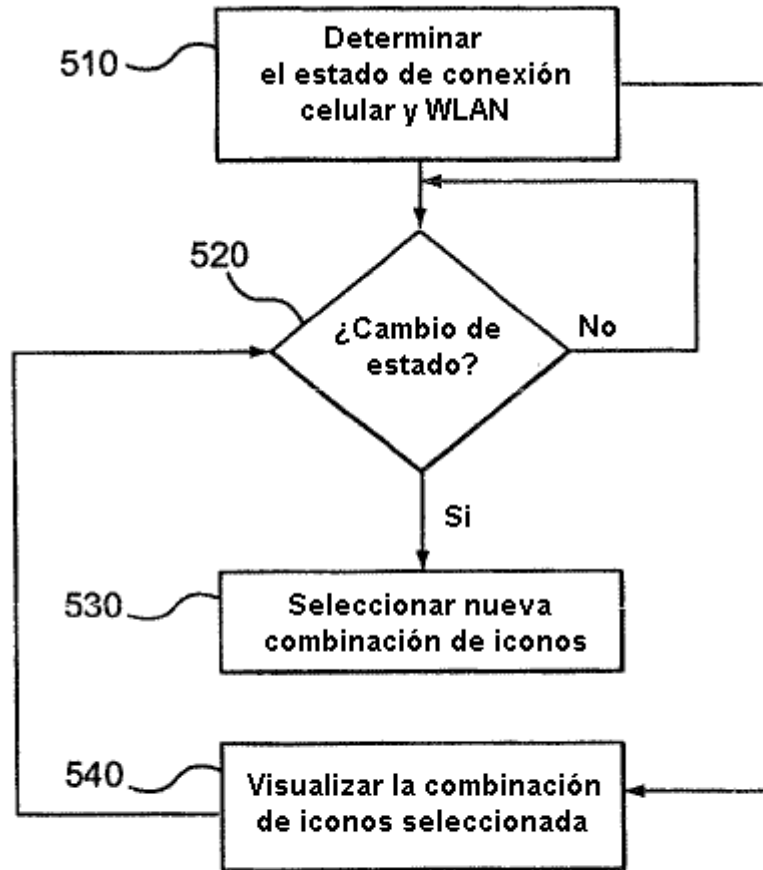 510
Determinar
el estado de conexión
celular y WLAN
520
¿Cambio de
estado?
No
Si
530
Seleccionar nueva
combinación de iconos
540
Visualizar la combinación
de iconos seleccionada